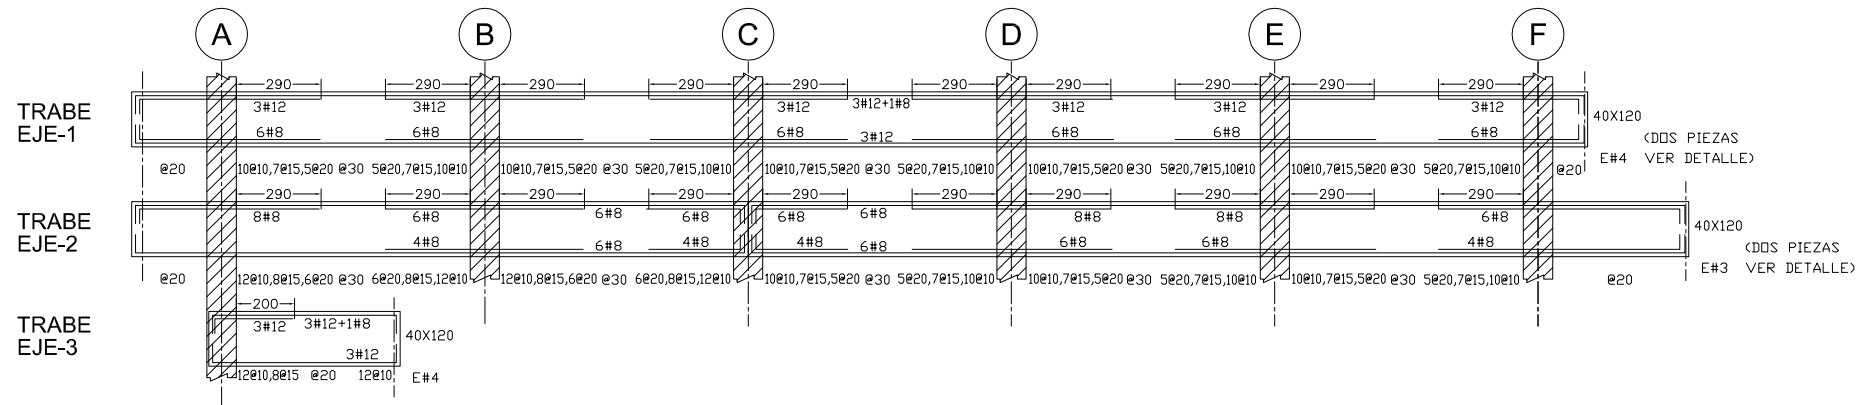 A B C D E F
290 290 290 290 290 290 290 290 290 290
TRABE
EJE-1
3#12 3#12 3#12 3#12+1#8 3#12 3#12 3#12
6#8 6#8 6#8 3#12 6#8 6#8 6#8
40X120
(DOS PIEZAS
E#4 VER DETALLE)
@20 10@10,7@15,5@20 @30 5@20,7@15,10@10 10@10,7@15,5@20 @30 5@20,7@15,10@10 10@10,7@15,5@20 @30 5@20,7@15,10@10 10@10,7@15,5@20 @30 5@20,7@15,10@10 10@10,7@15,5@20 @30 5@20,7@15,10@10 @20
290 290 290 290 290 290 290 290 290 290
TRABE
EJE-2
8#8 6#8 6#8 6#8 6#8 6#8 8#8 8#8 6#8
4#8 6#8 4#8 4#8 6#8 6#8 6#8 4#8
40X120
(DOS PIEZAS
E#3 VER DETALLE)
@20 12@10,8@15,6@20 @30 6@20,8@15,12@10 12@10,8@15,6@20 @30 6@20,8@15,12@10 10@10,7@15,5@20 @30 5@20,7@15,10@10 10@10,7@15,5@20 @30 5@20,7@15,10@10 10@10,7@15,5@20 @30 5@20,7@15,10@10 @20
200
TRABE
EJE-3
3#12 3#12+1#8
40X120
3#12
12@10,8@15 @20 12@10 E#4